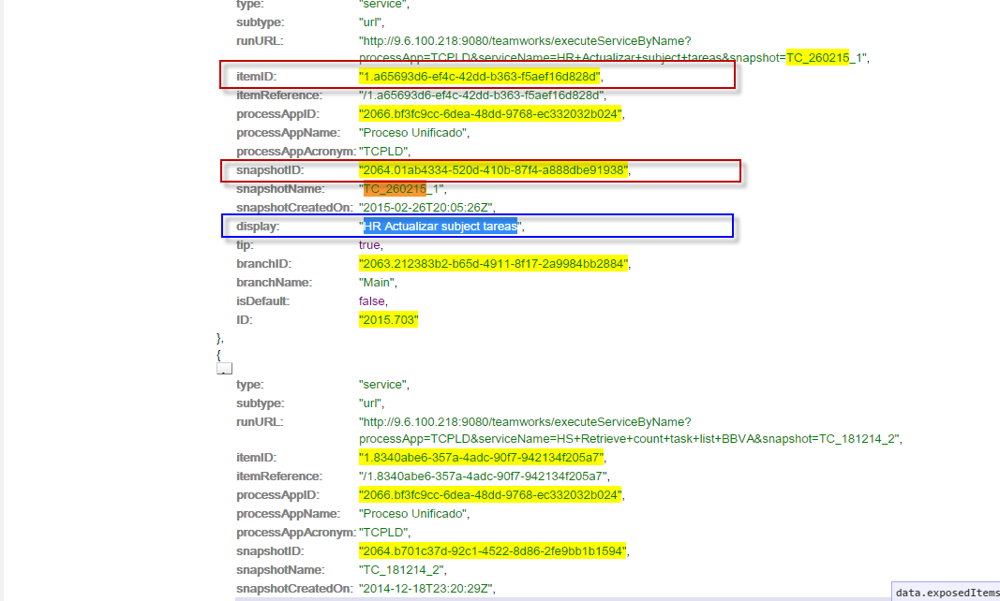 type: "service",
subtype: "url",
runURL: "http://9.6.100.218:9080/teamworks/executeServiceByName?
processApp=TCPLD&serviceName=HR+Actualizar+subject+tareas&snapshot=TC_260215_1",
itemID: "1.a65693d6-ef4c-42dd-b363-f5aef16d828d",
itemReference: "/1.a65693d6-ef4c-42dd-b363-f5aef16d828d",
processAppID: "2066.bf3fc9cc-6dea-48dd-9768-ec332032b024",
processAppName: "Proceso Unificado",
processAppAcronym: "TCPLD",
snapshotID: "2064.01ab4334-520d-410b-87f4-a888dbe91938",
snapshotName: "TC_260215_1",
snapshotCreatedOn: "2015-02-26T20:05:26Z",
display: "HR Actualizar subject tareas",
tip: true,
branchID: "2063.212383b2-b65d-4911-8f17-2a9984bb2884",
branchName: "Main",
isDefault: false,
ID: "2015.703"
},
{
type: "service",
subtype: "url",
runURL: "http://9.6.100.218:9080/teamworks/executeServiceByName?
processApp=TCPLD&serviceName=HS+Retrieve+count+task+list+BBVA&snapshot=TC_181214_2",
itemID: "1.8340abe6-357a-4adc-90f7-942134f205a7",
itemReference: "/1.8340abe6-357a-4adc-90f7-942134f205a7",
processAppID: "2066.bf3fc9cc-6dea-48dd-9768-ec332032b024",
processAppName: "Proceso Unificado",
processAppAcronym: "TCPLD",
snapshotID: "2064.b701c37d-92c1-4522-8d86-2fe9bb1b1594",
snapshotName: "TC_181214_2",
snapshotCreatedOn: "2014-12-18T23:20:29Z",
data.exposedItems